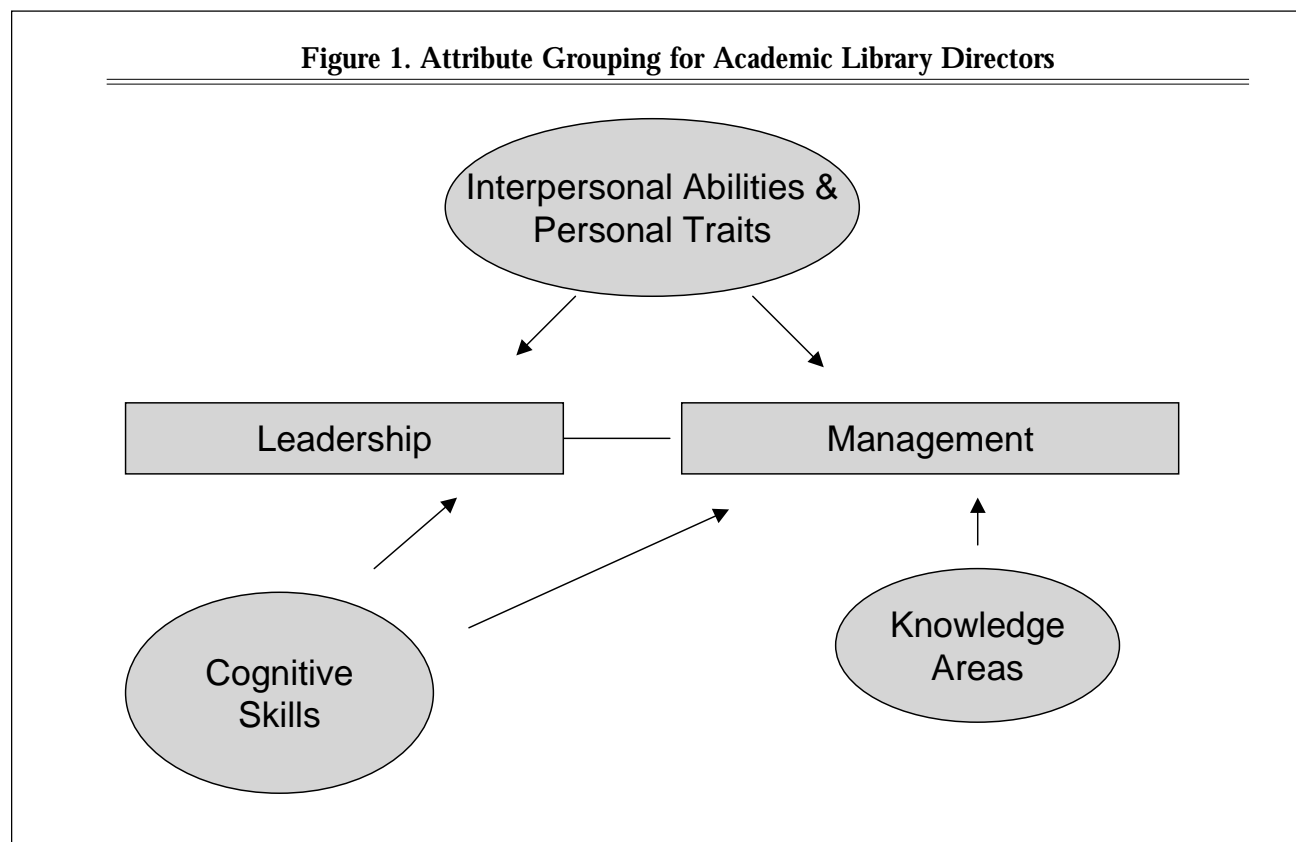 Figure 1. Attribute Grouping for Academic Library Directors
Interpersonal Abilities &
Personal Traits
Leadership
Management
Cognitive
Skills
Knowledge
Areas